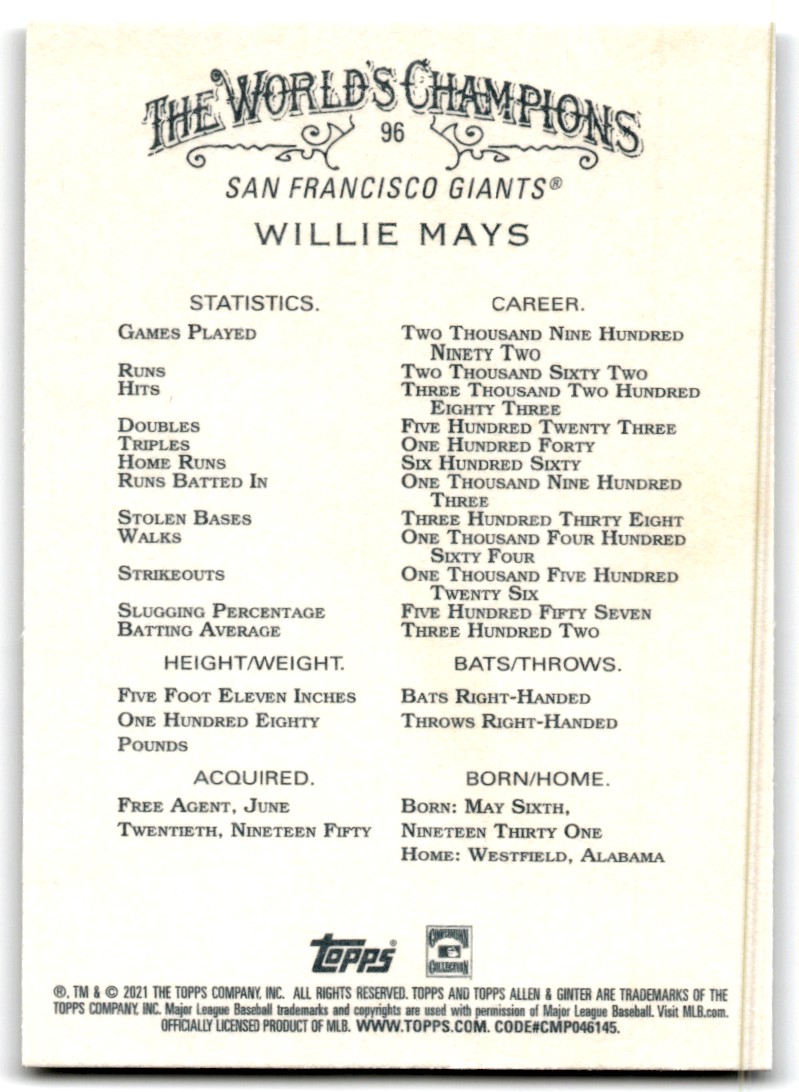 THE WORLD'S CHAMPIONS
96
SAN FRANCISCO GIANTS®
WILLIE MAYS
STATISTICS. CAREER.
GAMES PLAYED TWO THOUSAND NINE HUNDRED
NINETY TWO
RUNS TWO THOUSAND SIXTY TWO
HITS THREE THOUSAND TWO HUNDRED
EIGHTY THREE
DOUBLES FIVE HUNDRED TWENTY THREE
TRIPLES ONE HUNDRED FORTY
HOME RUNS SIX HUNDRED SIXTY
RUNS BATTED IN ONE THOUSAND NINE HUNDRED
THREE
STOLEN BASES THREE HUNDRED THIRTY EIGHT
WALKS ONE THOUSAND FOUR HUNDRED
SIXTY FOUR
STRIKEOUTS ONE THOUSAND FIVE HUNDRED
TWENTY SIX
SLUGGING PERCENTAGE FIVE HUNDRED FIFTY SEVEN
BATTING AVERAGE THREE HUNDRED TWO
HEIGHT/WEIGHT. BATS/THROWS.
FIVE FOOT ELEVEN INCHES BATS RIGHT-HANDED
ONE HUNDRED EIGHTY THROWS RIGHT-HANDED
POUNDS
ACQUIRED. BORN/HOME.
FREE AGENT, JUNE BORN: MAY SIXTH,
TWENTIETH, NINETEEN FIFTY NINETEEN THIRTY ONE
HOME: WESTFIELD, ALABAMA
TOPPS®
COOPERSTOWN
COLLECTION
®, TM & © 2021 THE TOPPS COMPANY, INC. ALL RIGHTS RESERVED. TOPPS AND TOPPS ALLEN & GINTER ARE TRADEMARKS OF THE
TOPPS COMPANY, INC. Major League Baseball trademarks and copyrights are used with permission of Major League Baseball. Visit MLB.com.
OFFICIALLY LICENSED PRODUCT OF MLB. WWW.TOPPS.COM. CODE#CMP046145.